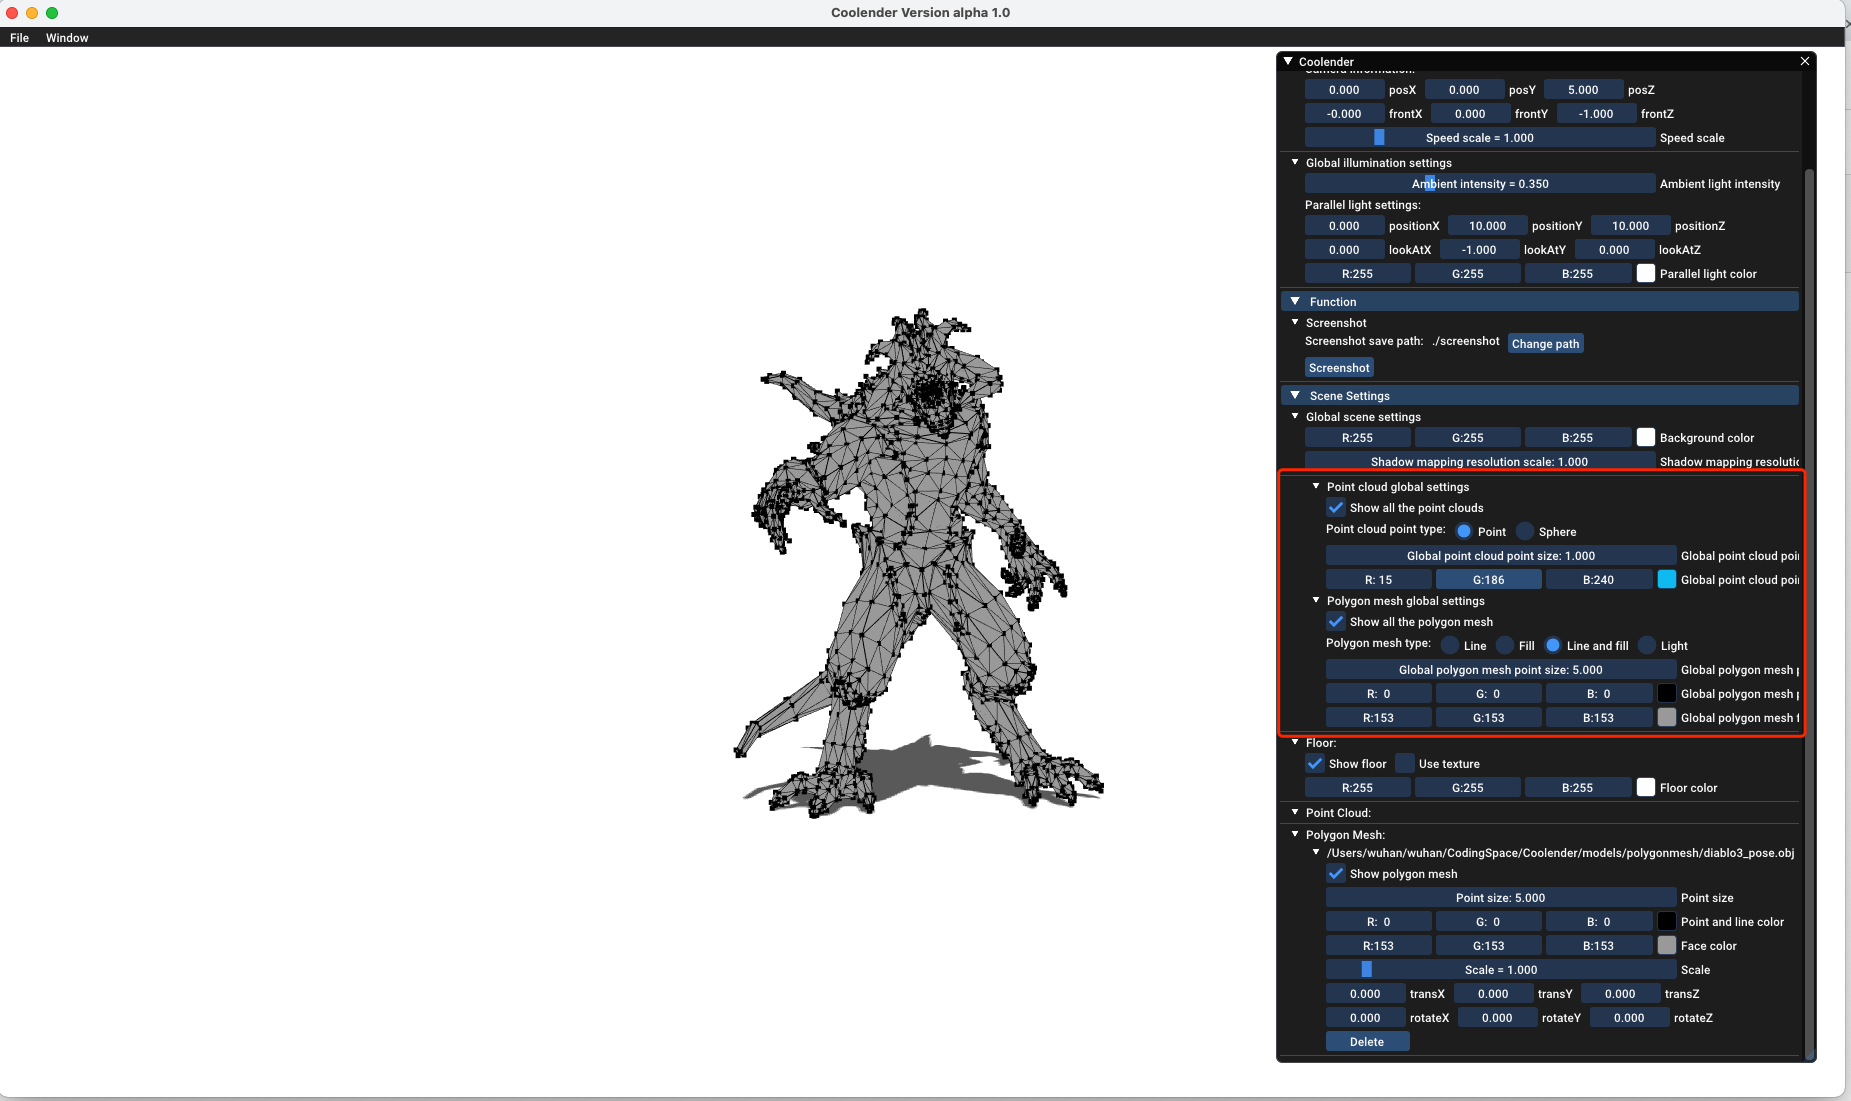 Coolender Version alpha 1.0
File Window
Coolender
Camera information:
0.000 posX 0.000 posY 5.000 posZ
-0.000 frontX 0.000 frontY -1.000 frontZ
Speed scale = 1.000 Speed scale
Global illumination settings
Ambient intensity = 0.350 Ambient light intensity
Parallel light settings:
0.000 positionX 10.000 positionY 10.000 positionZ
0.000 lookAtX -1.000 lookAtY 0.000 lookAtZ
R:255 G:255 B:255 Parallel light color
Function
Screenshot
Screenshot save path: ./screenshot Change path
Screenshot
Scene Settings
Global scene settings
R:255 G:255 B:255 Background color
Shadow mapping resolution scale: 1.000 Shadow mapping resolutic
Point cloud global settings
Show all the point clouds
Point cloud point type: Point Sphere
Global point cloud point size: 1.000 Global point cloud poi
R: 15 G:186 B:240 Global point cloud poi
Polygon mesh global settings
Show all the polygon mesh
Polygon mesh type: Line Fill Line and fill Light
Global polygon mesh point size: 5.000 Global polygon mesh p
R: 0 G: 0 B: 0 Global polygon mesh p
R:153 G:153 B:153 Global polygon mesh f
Floor:
Show floor Use texture
R:255 G:255 B:255 Floor color
Point Cloud:
Polygon Mesh:
/Users/wuhan/wuhan/CodingSpace/Coolender/models/polygonmesh/diablo3_pose.obj
Show polygon mesh
Point size: 5.000 Point size
R: 0 G: 0 B: 0 Point and line color
R:153 G:153 B:153 Face color
Scale = 1.000 Scale
0.000 transX 0.000 transY 0.000 transZ
0.000 rotateX 0.000 rotateY 0.000 rotateZ
Delete